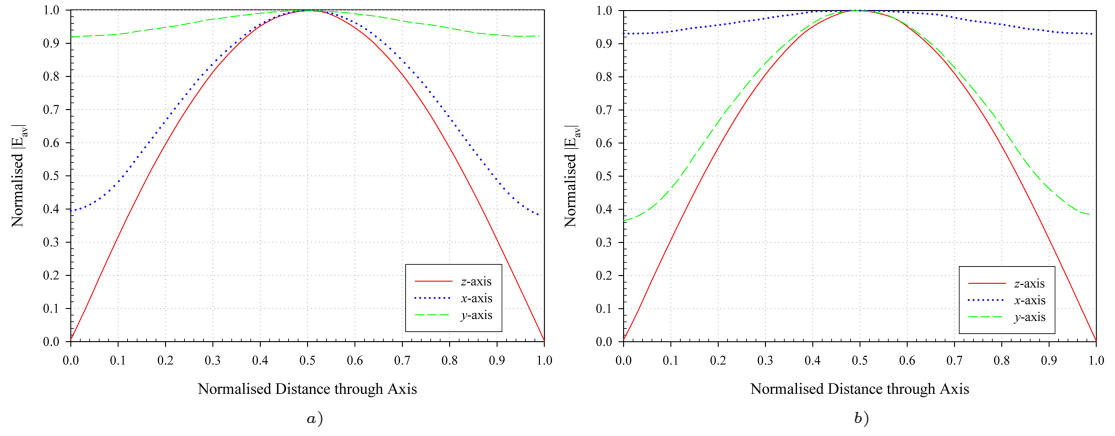 1.0
0.9
0.8
0.7
0.6
0.5
0.4
0.3
0.2
0.1
0.0
Normalised |E_av|
z-axis
x-axis
y-axis
0.0 0.1 0.2 0.3 0.4 0.5 0.6 0.7 0.8 0.9 1.0
Normalised Distance through Axis
a)
1.0
0.9
0.8
0.7
0.6
0.5
0.4
0.3
0.2
0.1
0.0
Normalised |E_av|
z-axis
x-axis
y-axis
0.0 0.1 0.2 0.3 0.4 0.5 0.6 0.7 0.8 0.9 1.0
Normalised Distance through Axis
b)